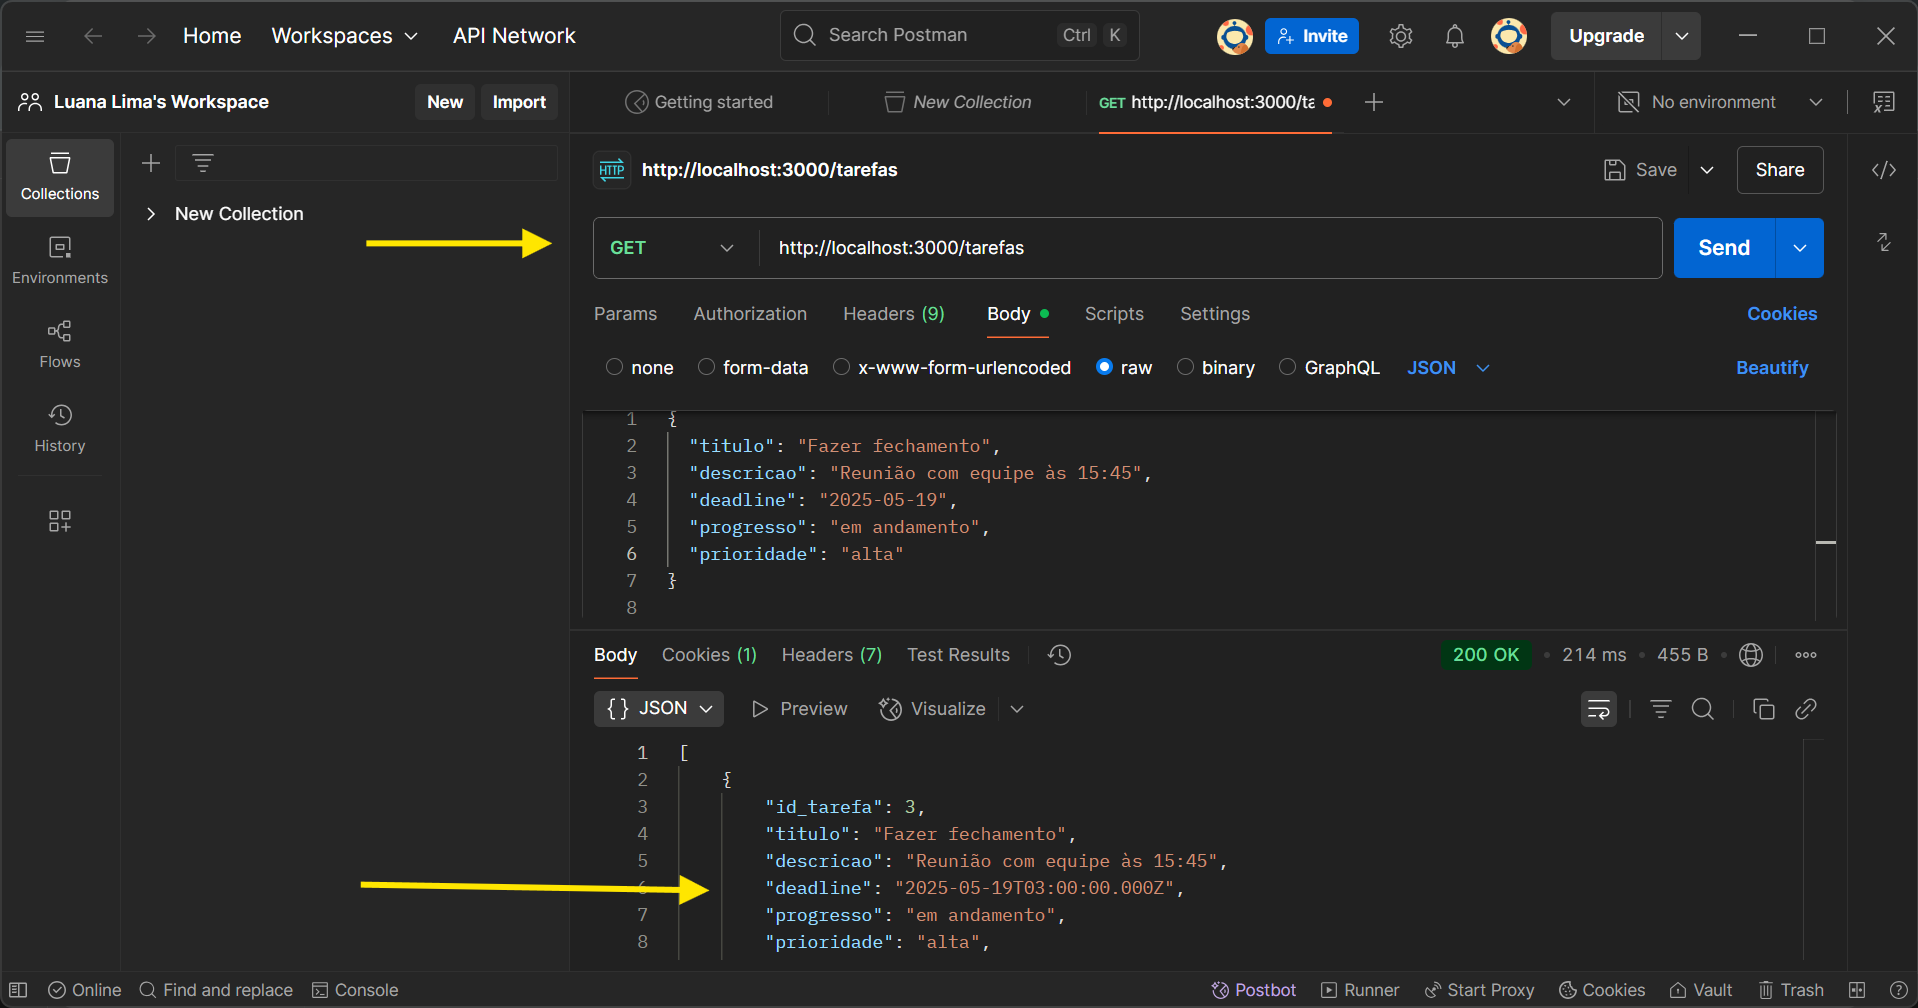 Home Workspaces API Network Search Postman Ctrl K Invite Upgrade
Luana Lima's Workspace New Import Getting started New Collection GET http://localhost:3000/ta No environment
Collections
Environments
Flows
History
New Collection
HTTP http://localhost:3000/tarefas Save Share
GET http://localhost:3000/tarefas Send
Params Authorization Headers (9) Body Scripts Settings Cookies
none form-data x-www-form-urlencoded raw binary GraphQL JSON Beautify
1 {
2 "titulo": "Fazer fechamento",
3 "descricao": "Reunião com equipe às 15:45",
4 "deadline": "2025-05-19",
5 "progresso": "em andamento",
6 "prioridade": "alta"
7 }
8
Body Cookies (1) Headers (7) Test Results 200 OK • 214 ms • 455 B •
{} JSON Preview Visualize
1 [
2 {
3 "id_tarefa": 3,
4 "titulo": "Fazer fechamento",
5 "descricao": "Reunião com equipe às 15:45",
6 "deadline": "2025-05-19T03:00:00.000Z",
7 "progresso": "em andamento",
8 "prioridade": "alta",
Online Find and replace Console Postbot Runner Start Proxy Cookies Vault Trash